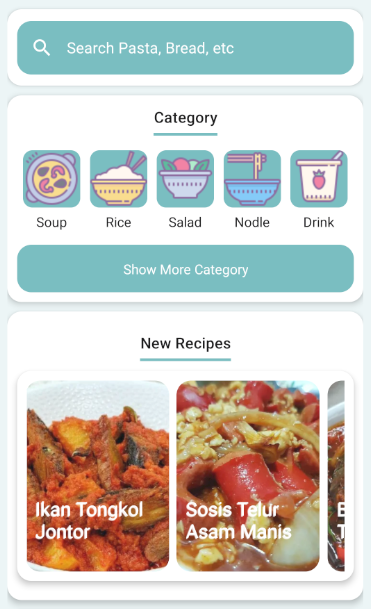 Search Pasta, Bread, etc
Category
Soup
Rice
Salad
Nodle
Drink
Show More Category
New Recipes
Ikan Tongkol
Jontor
Sosis Telur
Asam Manis